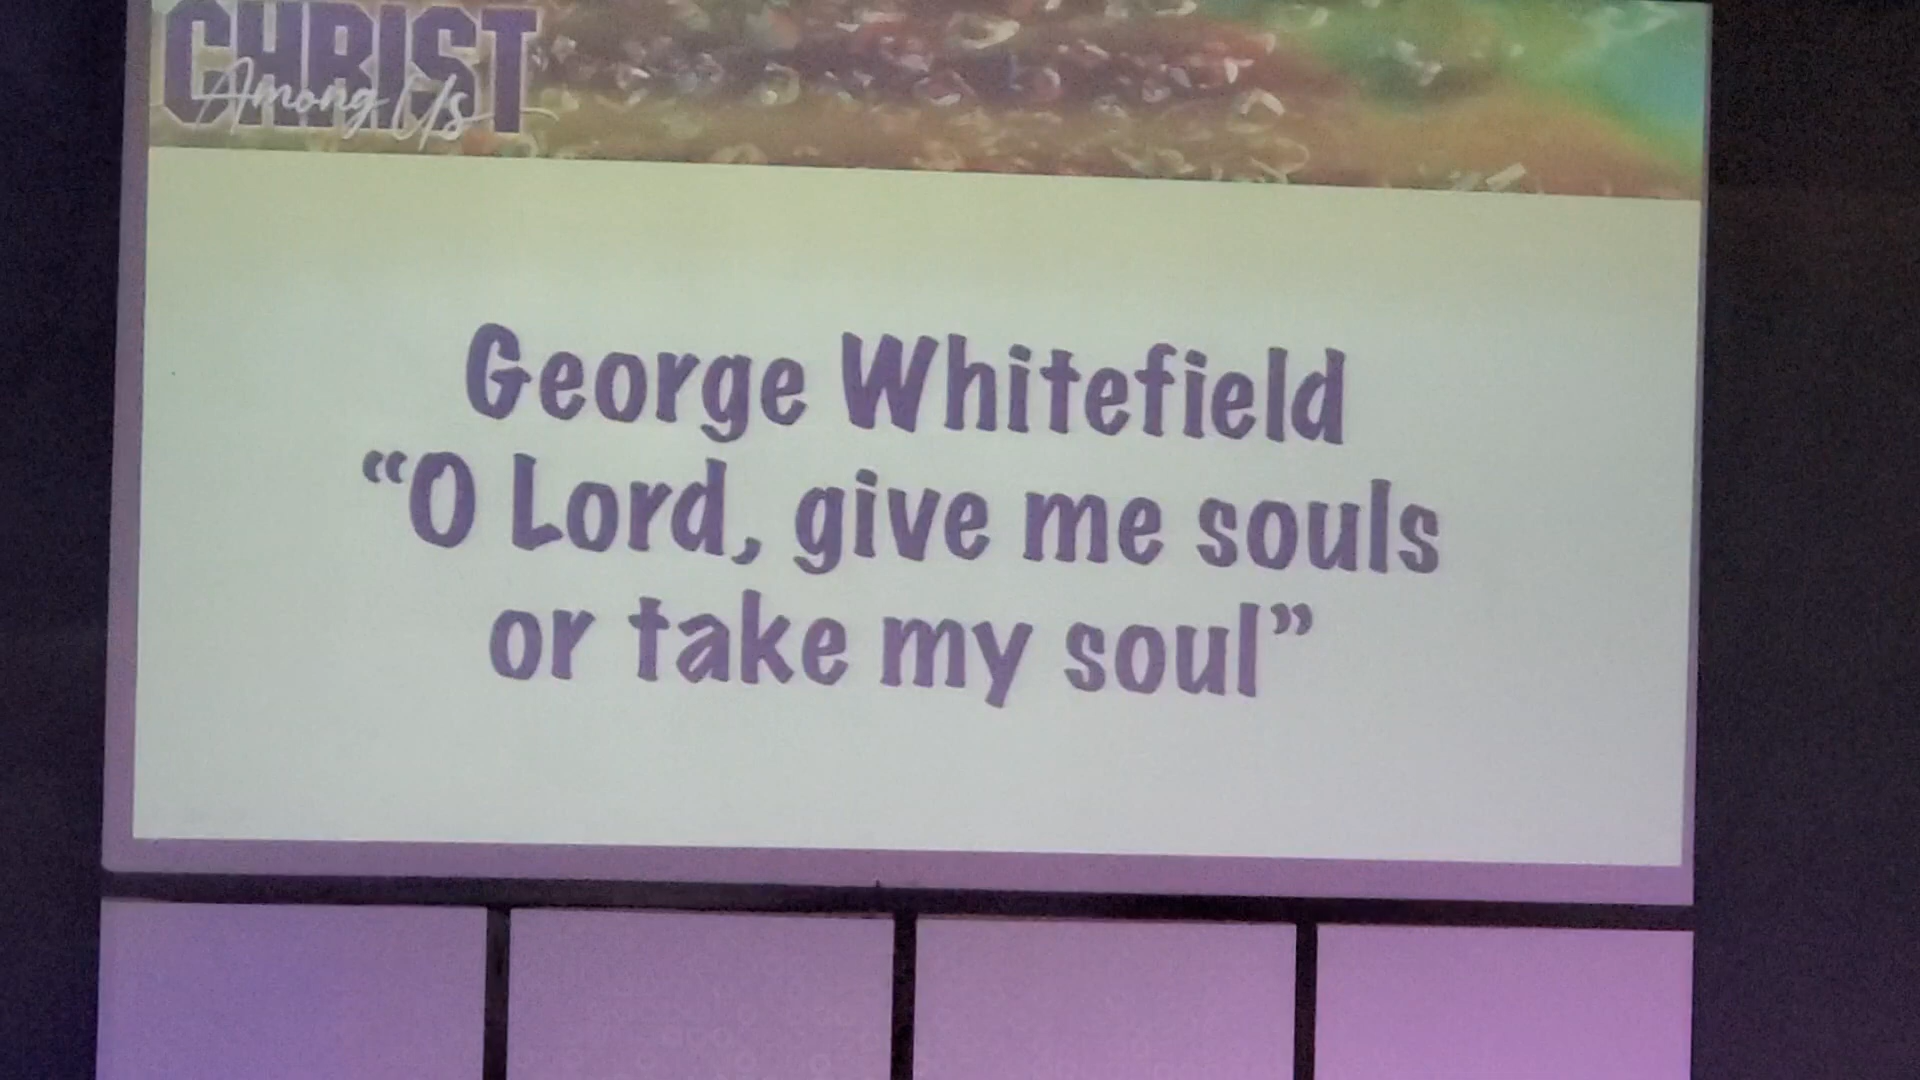 CHRIST
Among Us
George Whitefield
“O Lord, give me souls
or take my soul”